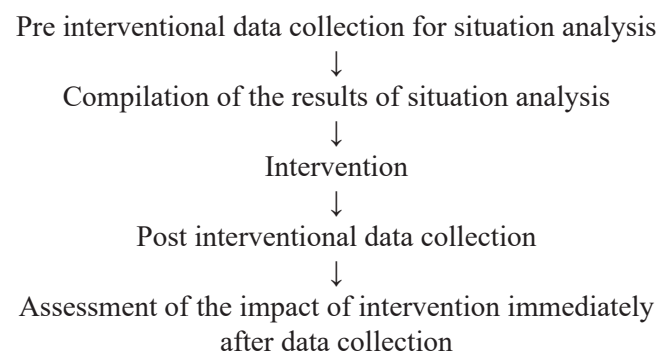 Pre interventional data collection for situation analysis
↓
Compilation of the results of situation analysis
↓
Intervention
↓
Post interventional data collection
↓
Assessment of the impact of intervention immediately
after data collection